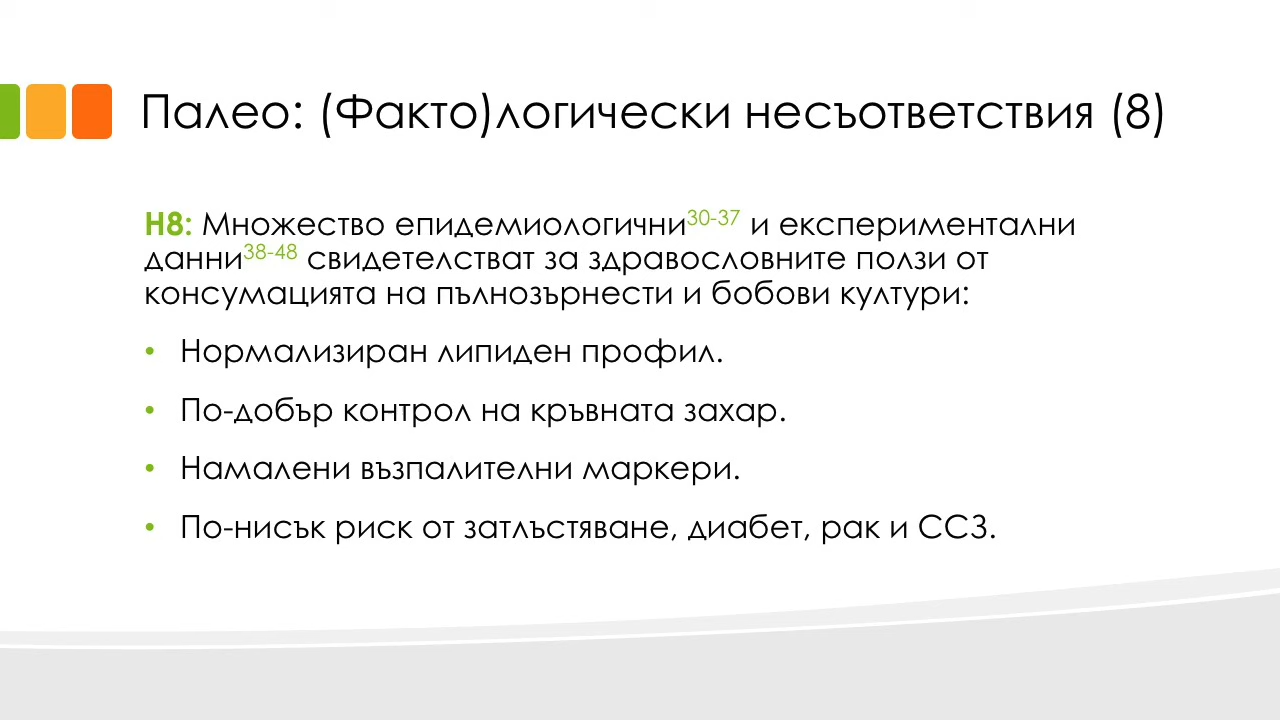 Палео: (Факто)логически несъответствия (8)
Н8: Множество епидемиологични30-37 и експериментални
данни38-48 свидетелстват за здравословните ползи от
консумацията на пълнозърнести и бобови култури:
• Нормализиран липиден профил.
• По-добър контрол на кръвната захар.
• Намалени възпалителни маркери.
• По-нисък риск от затлъстяване, диабет, рак и ССЗ.